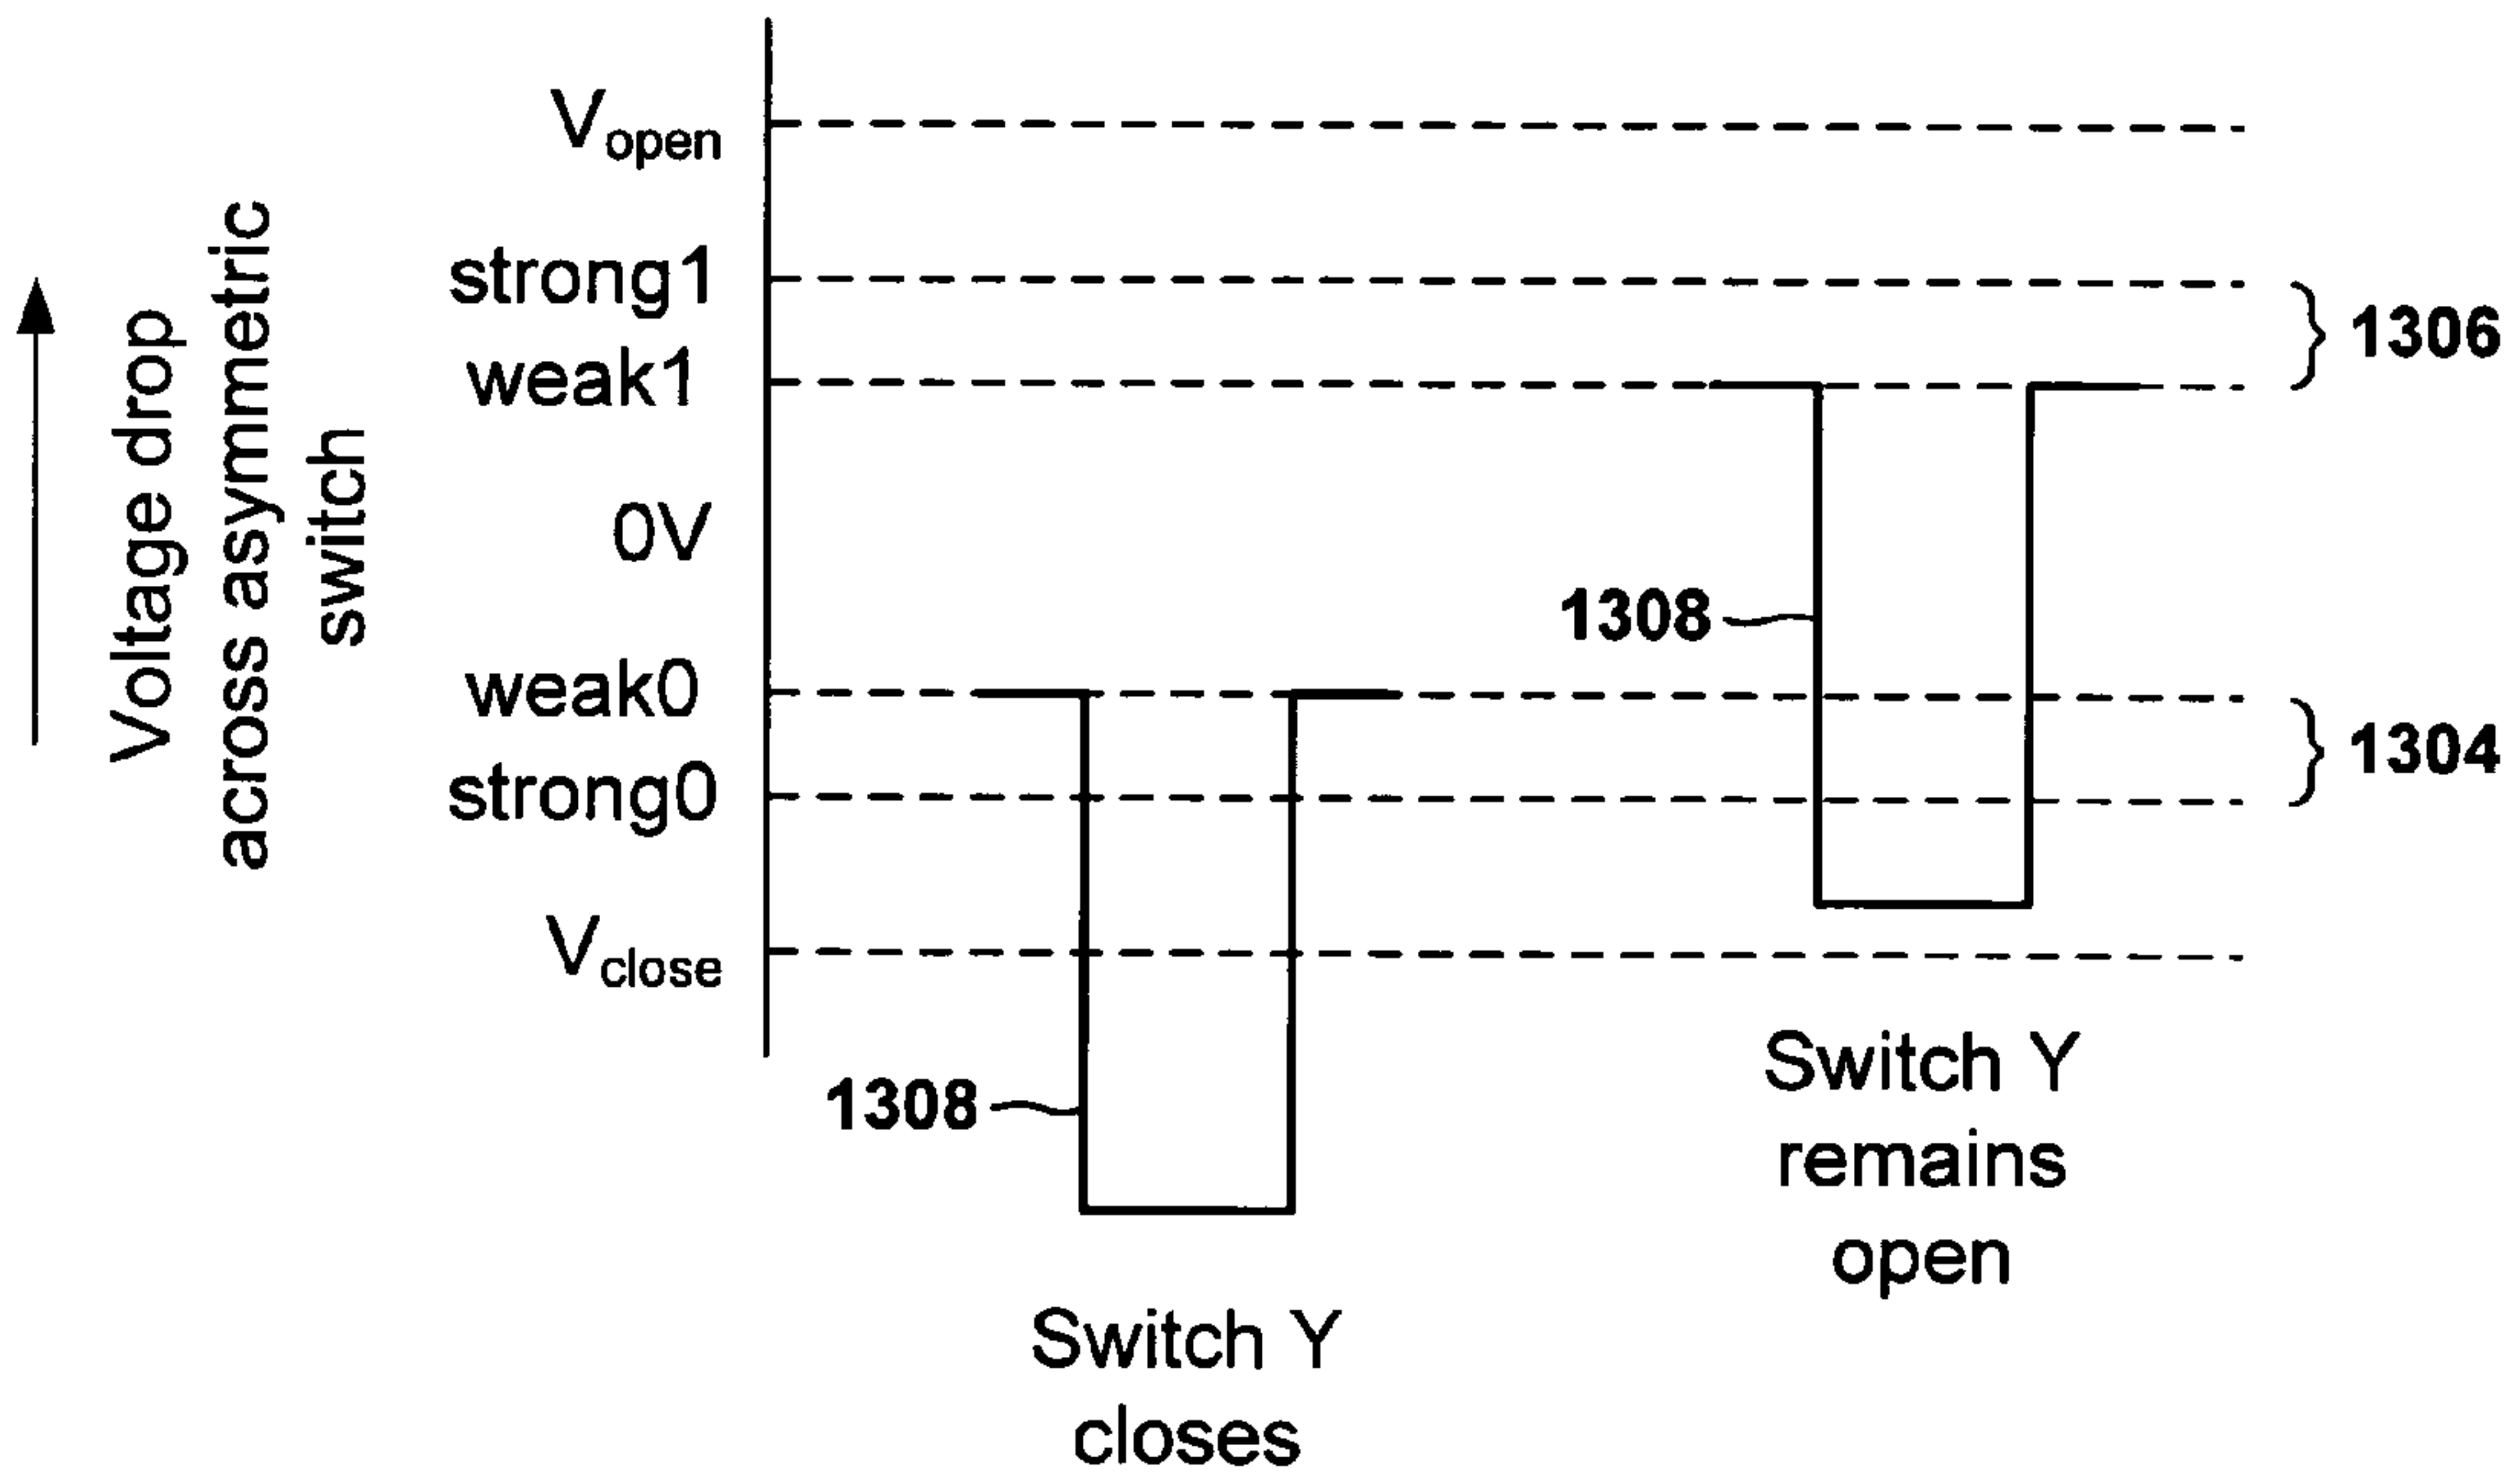 Voltage drop
across asymmetric
switch
Vopen
strong1
weak1
0V
weak0
strong0
Vclose
1306
1308
1304
1308
Switch Y
remains
open
Switch Y
closes